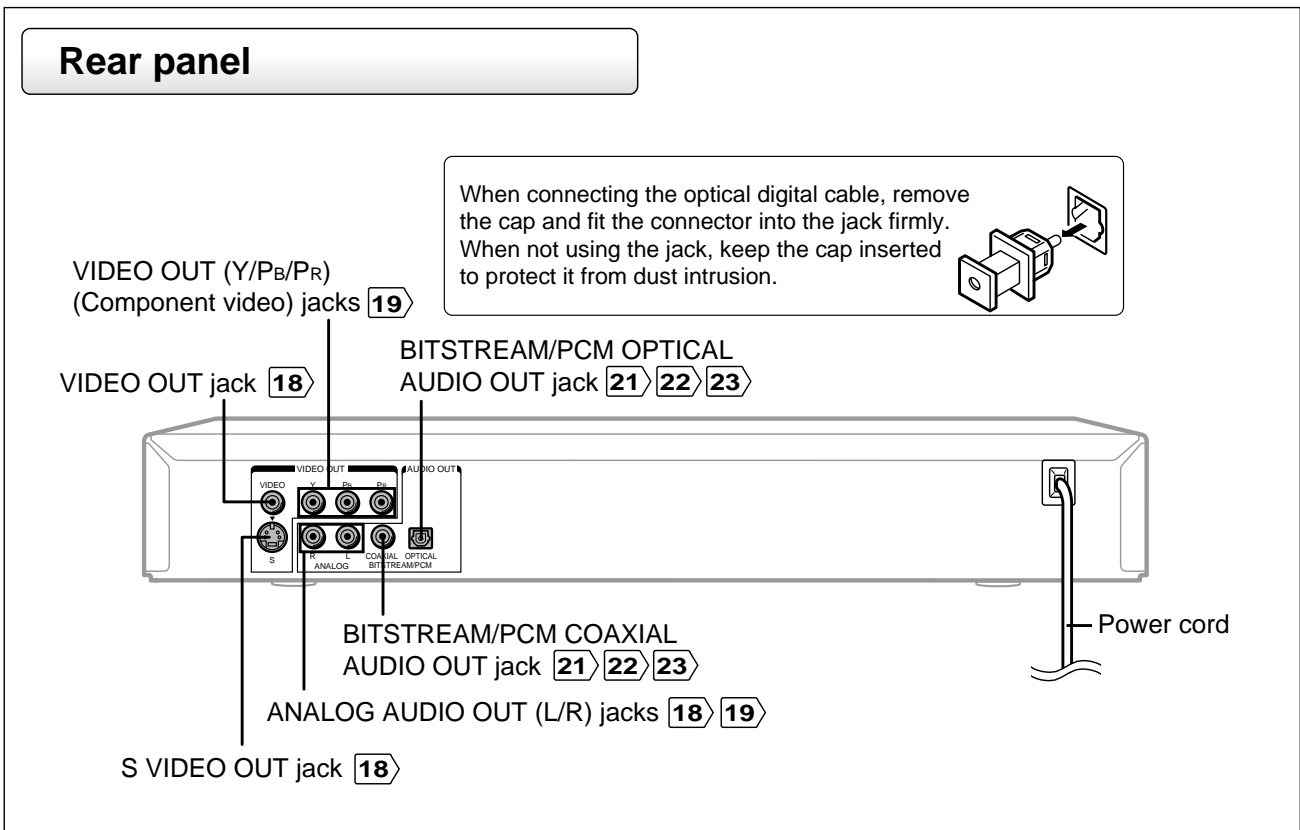 Rear panel
When connecting the optical digital cable, remove
the cap and fit the connector into the jack firmly.
When not using the jack, keep the cap inserted
to protect it from dust intrusion.
VIDEO OUT (Y/PB/PR)
(Component video) jacks 19
BITSTREAM/PCM OPTICAL
AUDIO OUT jack 21 22 23
VIDEO OUT jack 18
VIDEO OUT
AUDIO OUT
VIDEO
Y
PB
PR
S
R
L
COAXIAL
OPTICAL
ANALOG
BITSTREAM/PCM
BITSTREAM/PCM COAXIAL
AUDIO OUT jack 21 22 23
Power cord
ANALOG AUDIO OUT (L/R) jacks 18 19
S VIDEO OUT jack 18